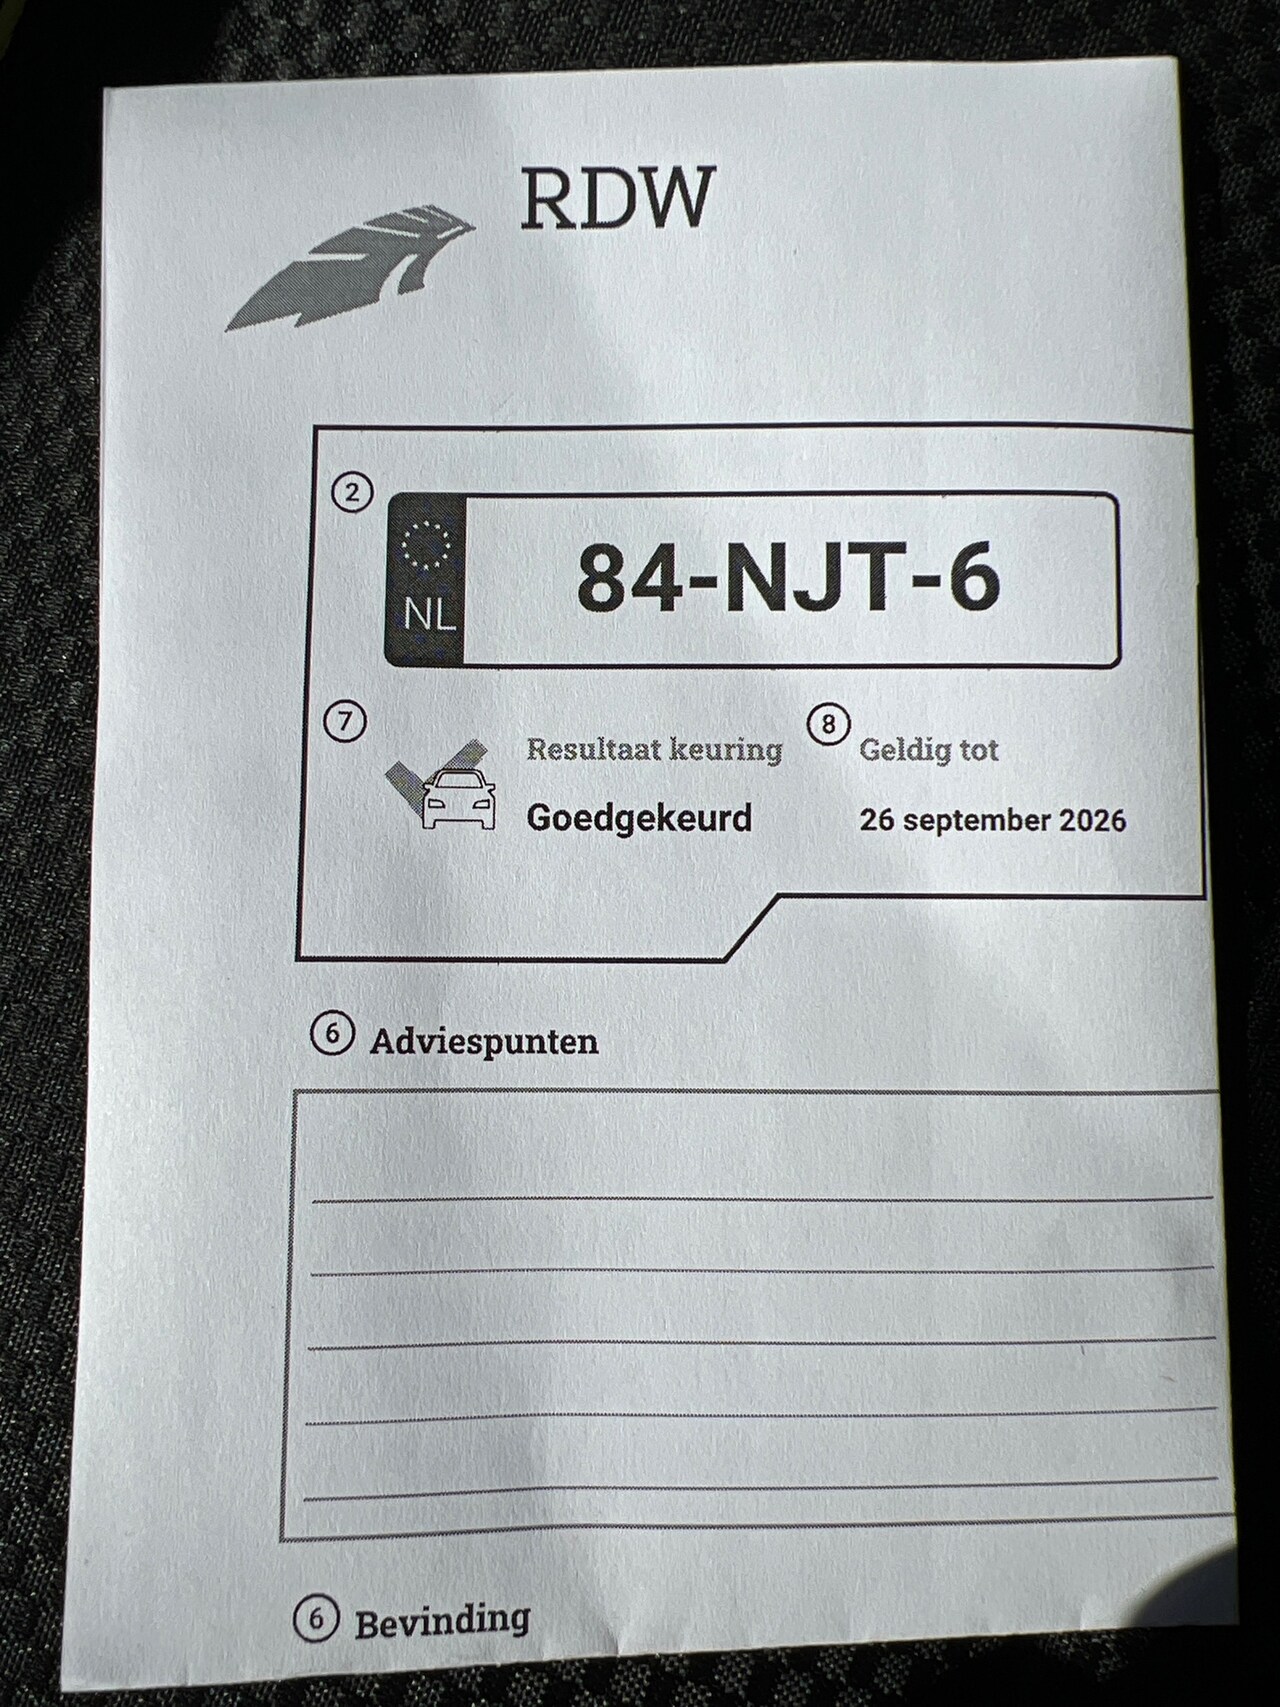 RDW
2
NL
84-NJT-6
7
Resultaat keuring
8
Geldig tot
Goedgekeurd
26 september 2026
6 Adviespunten
6 Bevinding